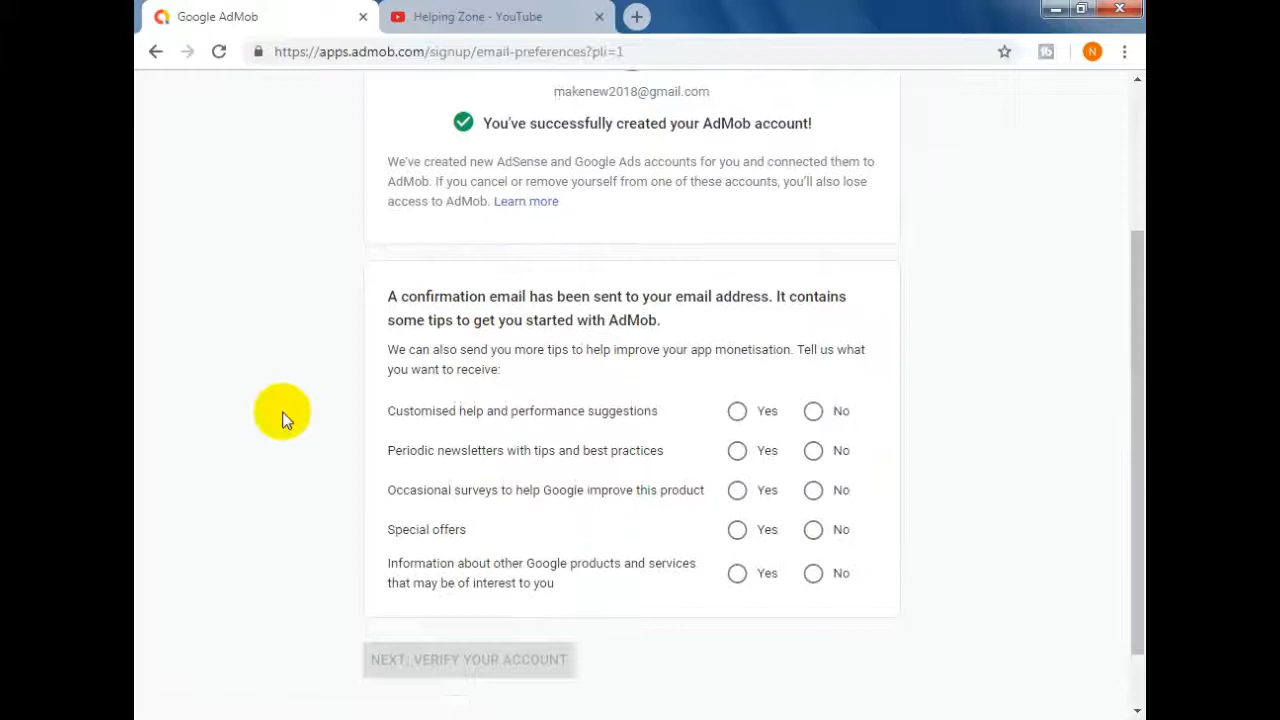 Google AdMob
Helping Zone - YouTube
https://apps.admob.com/signup/email-preferences?pli=1
N
makenew2018@gmail.com
You've successfully created your AdMob account!
We've created new AdSense and Google Ads accounts for you and connected them to
AdMob. If you cancel or remove yourself from one of these accounts, you'll also lose
access to AdMob. Learn more
A confirmation email has been sent to your email address. It contains
some tips to get you started with AdMob.
We can also send you more tips to help improve your app monetisation. Tell us what
you want to receive:
Customised help and performance suggestions Yes No
Periodic newsletters with tips and best practices Yes No
Occasional surveys to help Google improve this product Yes No
Special offers Yes No
Information about other Google products and services
that may be of interest to you Yes No
NEXT: VERIFY YOUR ACCOUNT